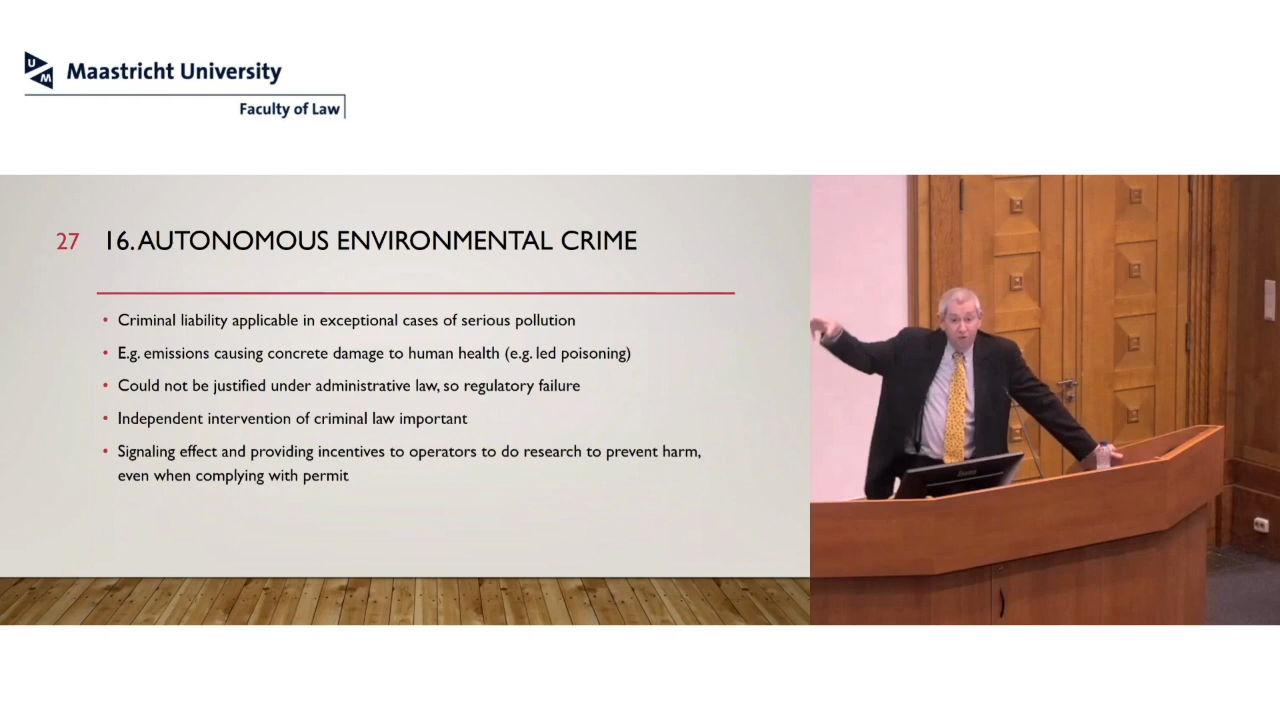 UM
Maastricht University
Faculty of Law
27 16. AUTONOMOUS ENVIRONMENTAL CRIME
• Criminal liability applicable in exceptional cases of serious pollution
• E.g. emissions causing concrete damage to human health (e.g. led poisoning)
• Could not be justified under administrative law, so regulatory failure
• Independent intervention of criminal law important
• Signaling effect and providing incentives to operators to do research to prevent harm,
even when complying with permit